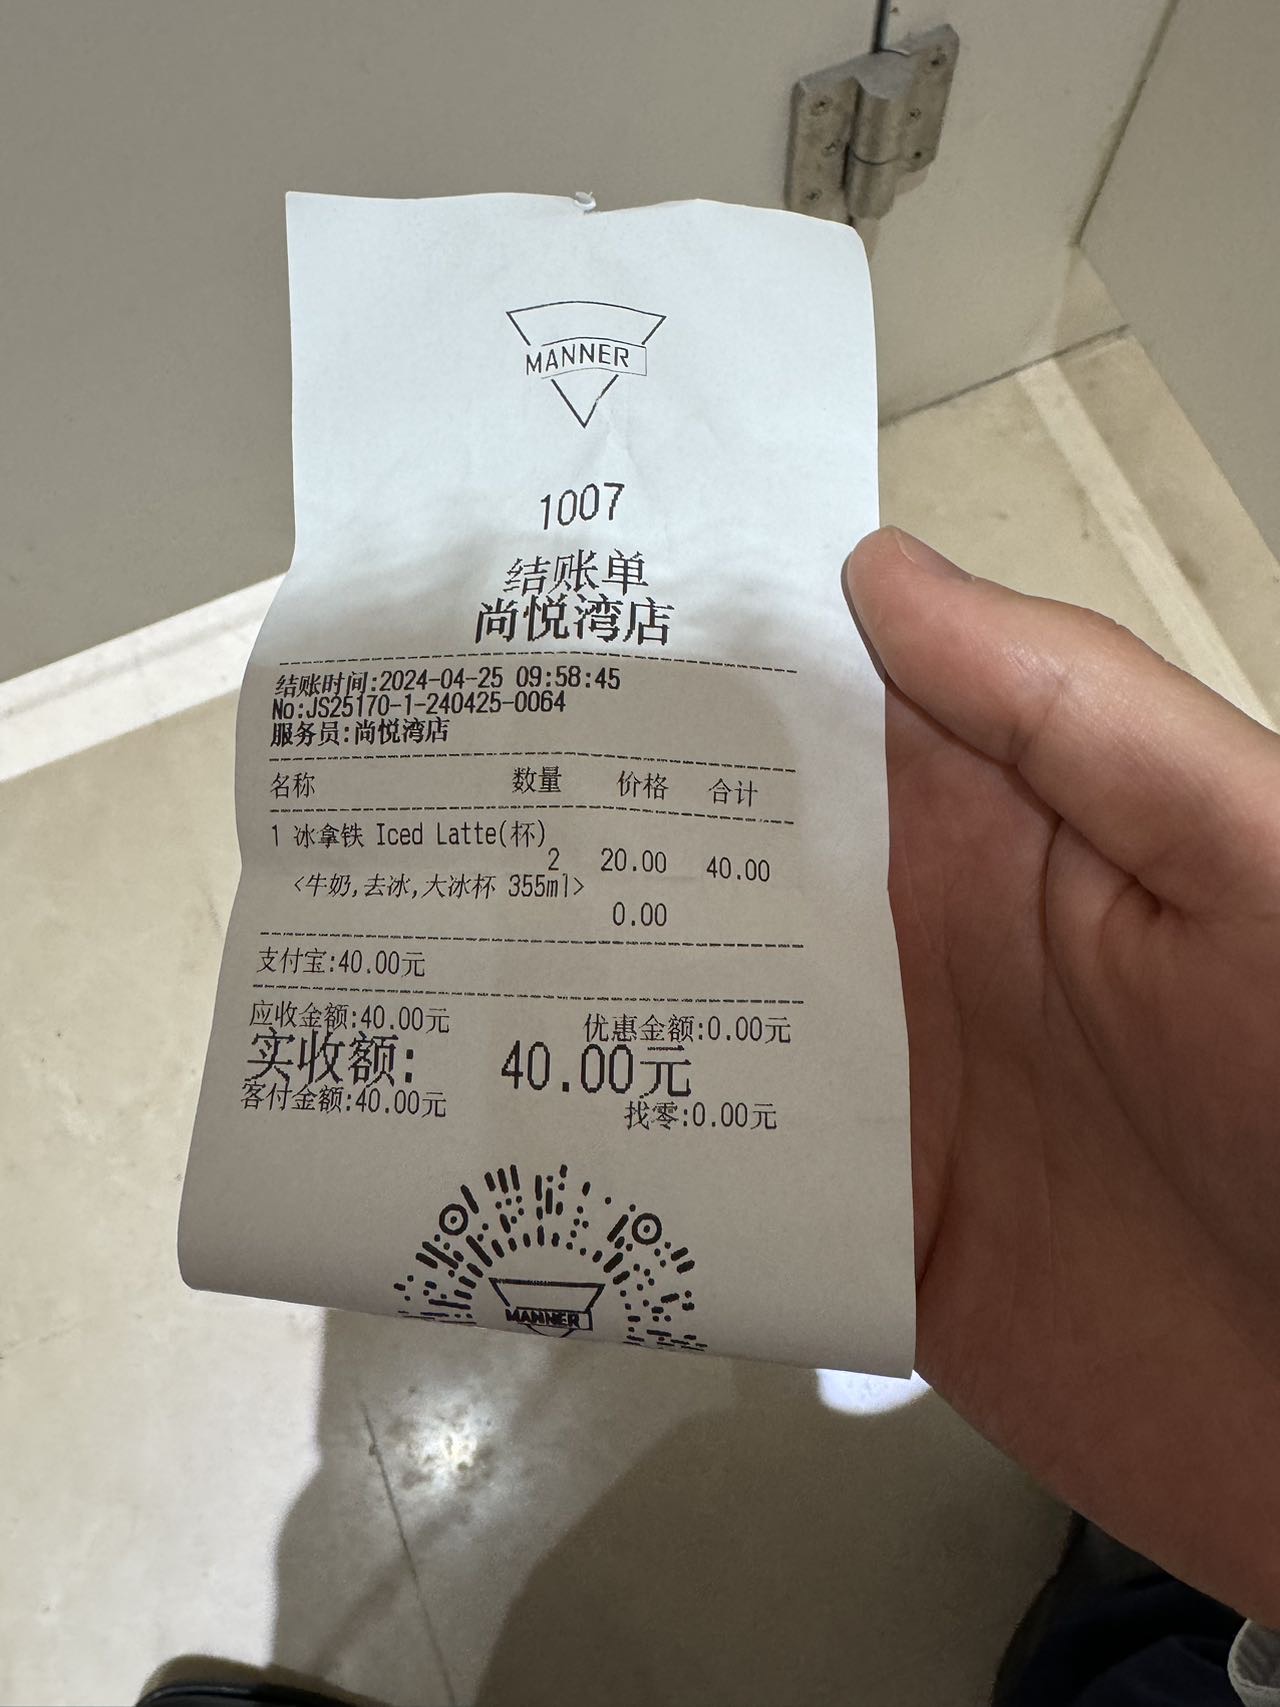 MANNER
1007
结账单
尚悦湾店
结账时间:2024-04-25 09:58:45
No:JS25170-1-240425-0064
服务员:尚悦湾店
名称 数量 价格 合计
1 冰拿铁 Iced Latte(杯)
2 20.00 40.00
<牛奶,去冰,大冰杯 355ml>
0.00
支付宝:40.00元
应收金额:40.00元 优惠金额:0.00元
实收额: 40.00元
客付金额:40.00元 找零:0.00元
MANNER